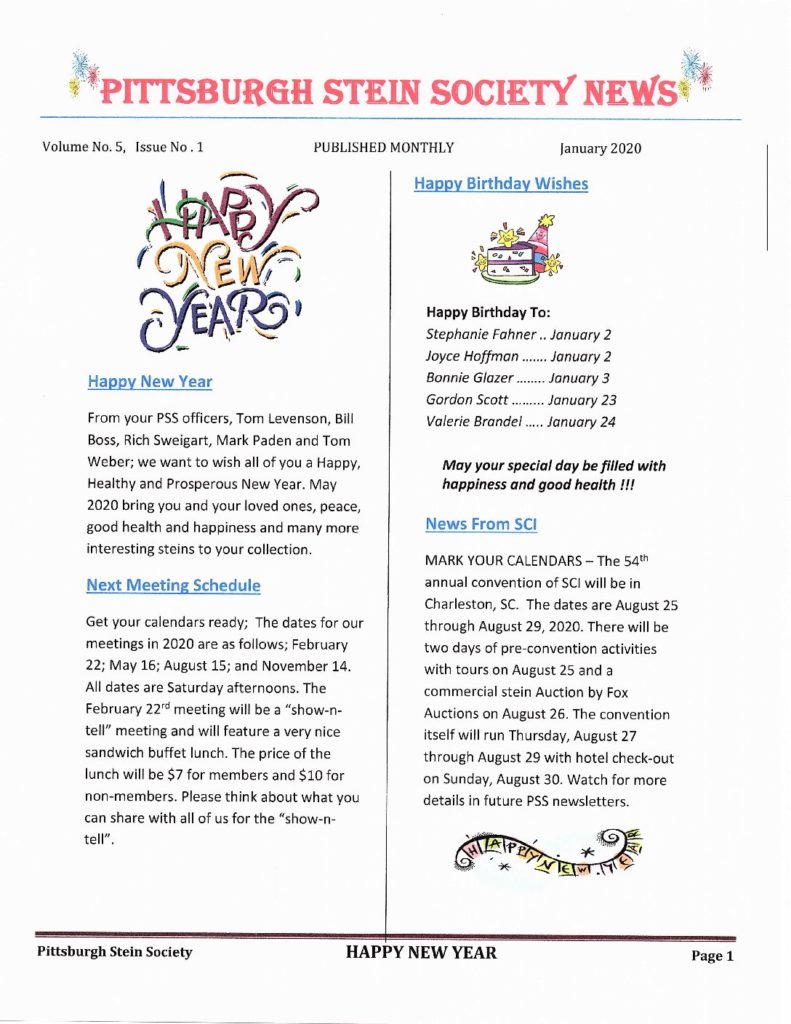 PITTSBURGH STEIN SOCIETY NEWS
Volume No. 5, Issue No . 1 PUBLISHED MONTHLY January 2020
HAPPY
NEW
YEAR!
Happy New Year
From your PSS officers, Tom Levenson, Bill
Boss, Rich Sweigart, Mark Paden and Tom
Weber; we want to wish all of you a Happy,
Healthy and Prosperous New Year. May
2020 bring you and your loved ones, peace,
good health and happiness and many more
interesting steins to your collection.
Next Meeting Schedule
Get your calendars ready; The dates for our
meetings in 2020 are as follows; February
22; May 16; August 15; and November 14.
All dates are Saturday afternoons. The
February 22rd meeting will be a “show-n-
tell” meeting and will feature a very nice
sandwich buffet lunch. The price of the
lunch will be $7 for members and $10 for
non-members. Please think about what you
can share with all of us for the “show-n-
tell”.
Happy Birthday Wishes
Happy Birthday To:
Stephanie Fahner .. January 2
Joyce Hoffman ....... January 2
Bonnie Glazer ........ January 3
Gordon Scott ......... January 23
Valerie Brandel ..... January 24
May your special day be filled with
happiness and good health !!!
News From SCI
MARK YOUR CALENDARS – The 54th
annual convention of SCI will be in
Charleston, SC. The dates are August 25
through August 29, 2020. There will be
two days of pre-convention activities
with tours on August 25 and a
commercial stein Auction by Fox
Auctions on August 26. The convention
itself will run Thursday, August 27
through August 29 with hotel check-out
on Sunday, August 30. Watch for more
details in future PSS newsletters.
HAPPY NEW YEAR
Pittsburgh Stein Society HAPPY NEW YEAR Page 1